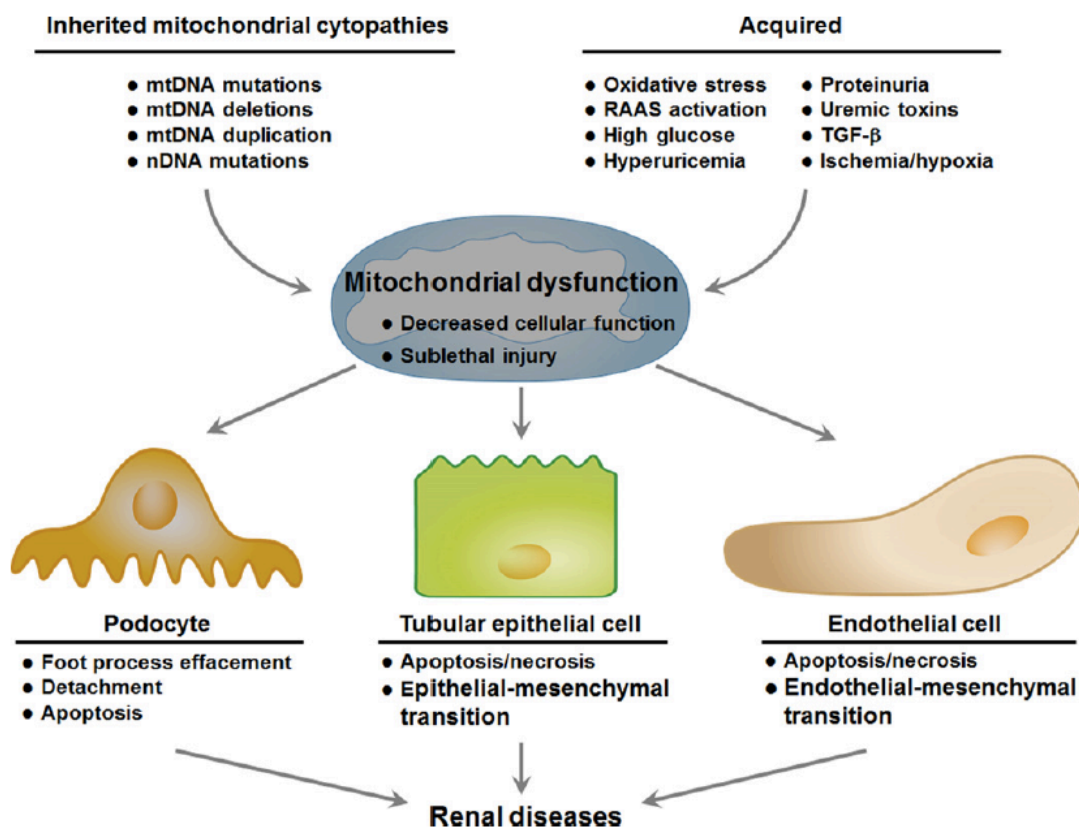 Inherited mitochondrial cytopathies
● mtDNA mutations
● mtDNA deletions
● mtDNA duplication
● nDNA mutations
Acquired
● Oxidative stress
● RAAS activation
● High glucose
● Hyperuricemia
● Proteinuria
● Uremic toxins
● TGF-β
● Ischemia/hypoxia
Mitochondrial dysfunction
● Decreased cellular function
● Sublethal injury
Podocyte
● Foot process effacement
● Detachment
● Apoptosis
Tubular epithelial cell
● Apoptosis/necrosis
● Epithelial-mesenchymal
transition
Endothelial cell
● Apoptosis/necrosis
● Endothelial-mesenchymal
transition
Renal diseases